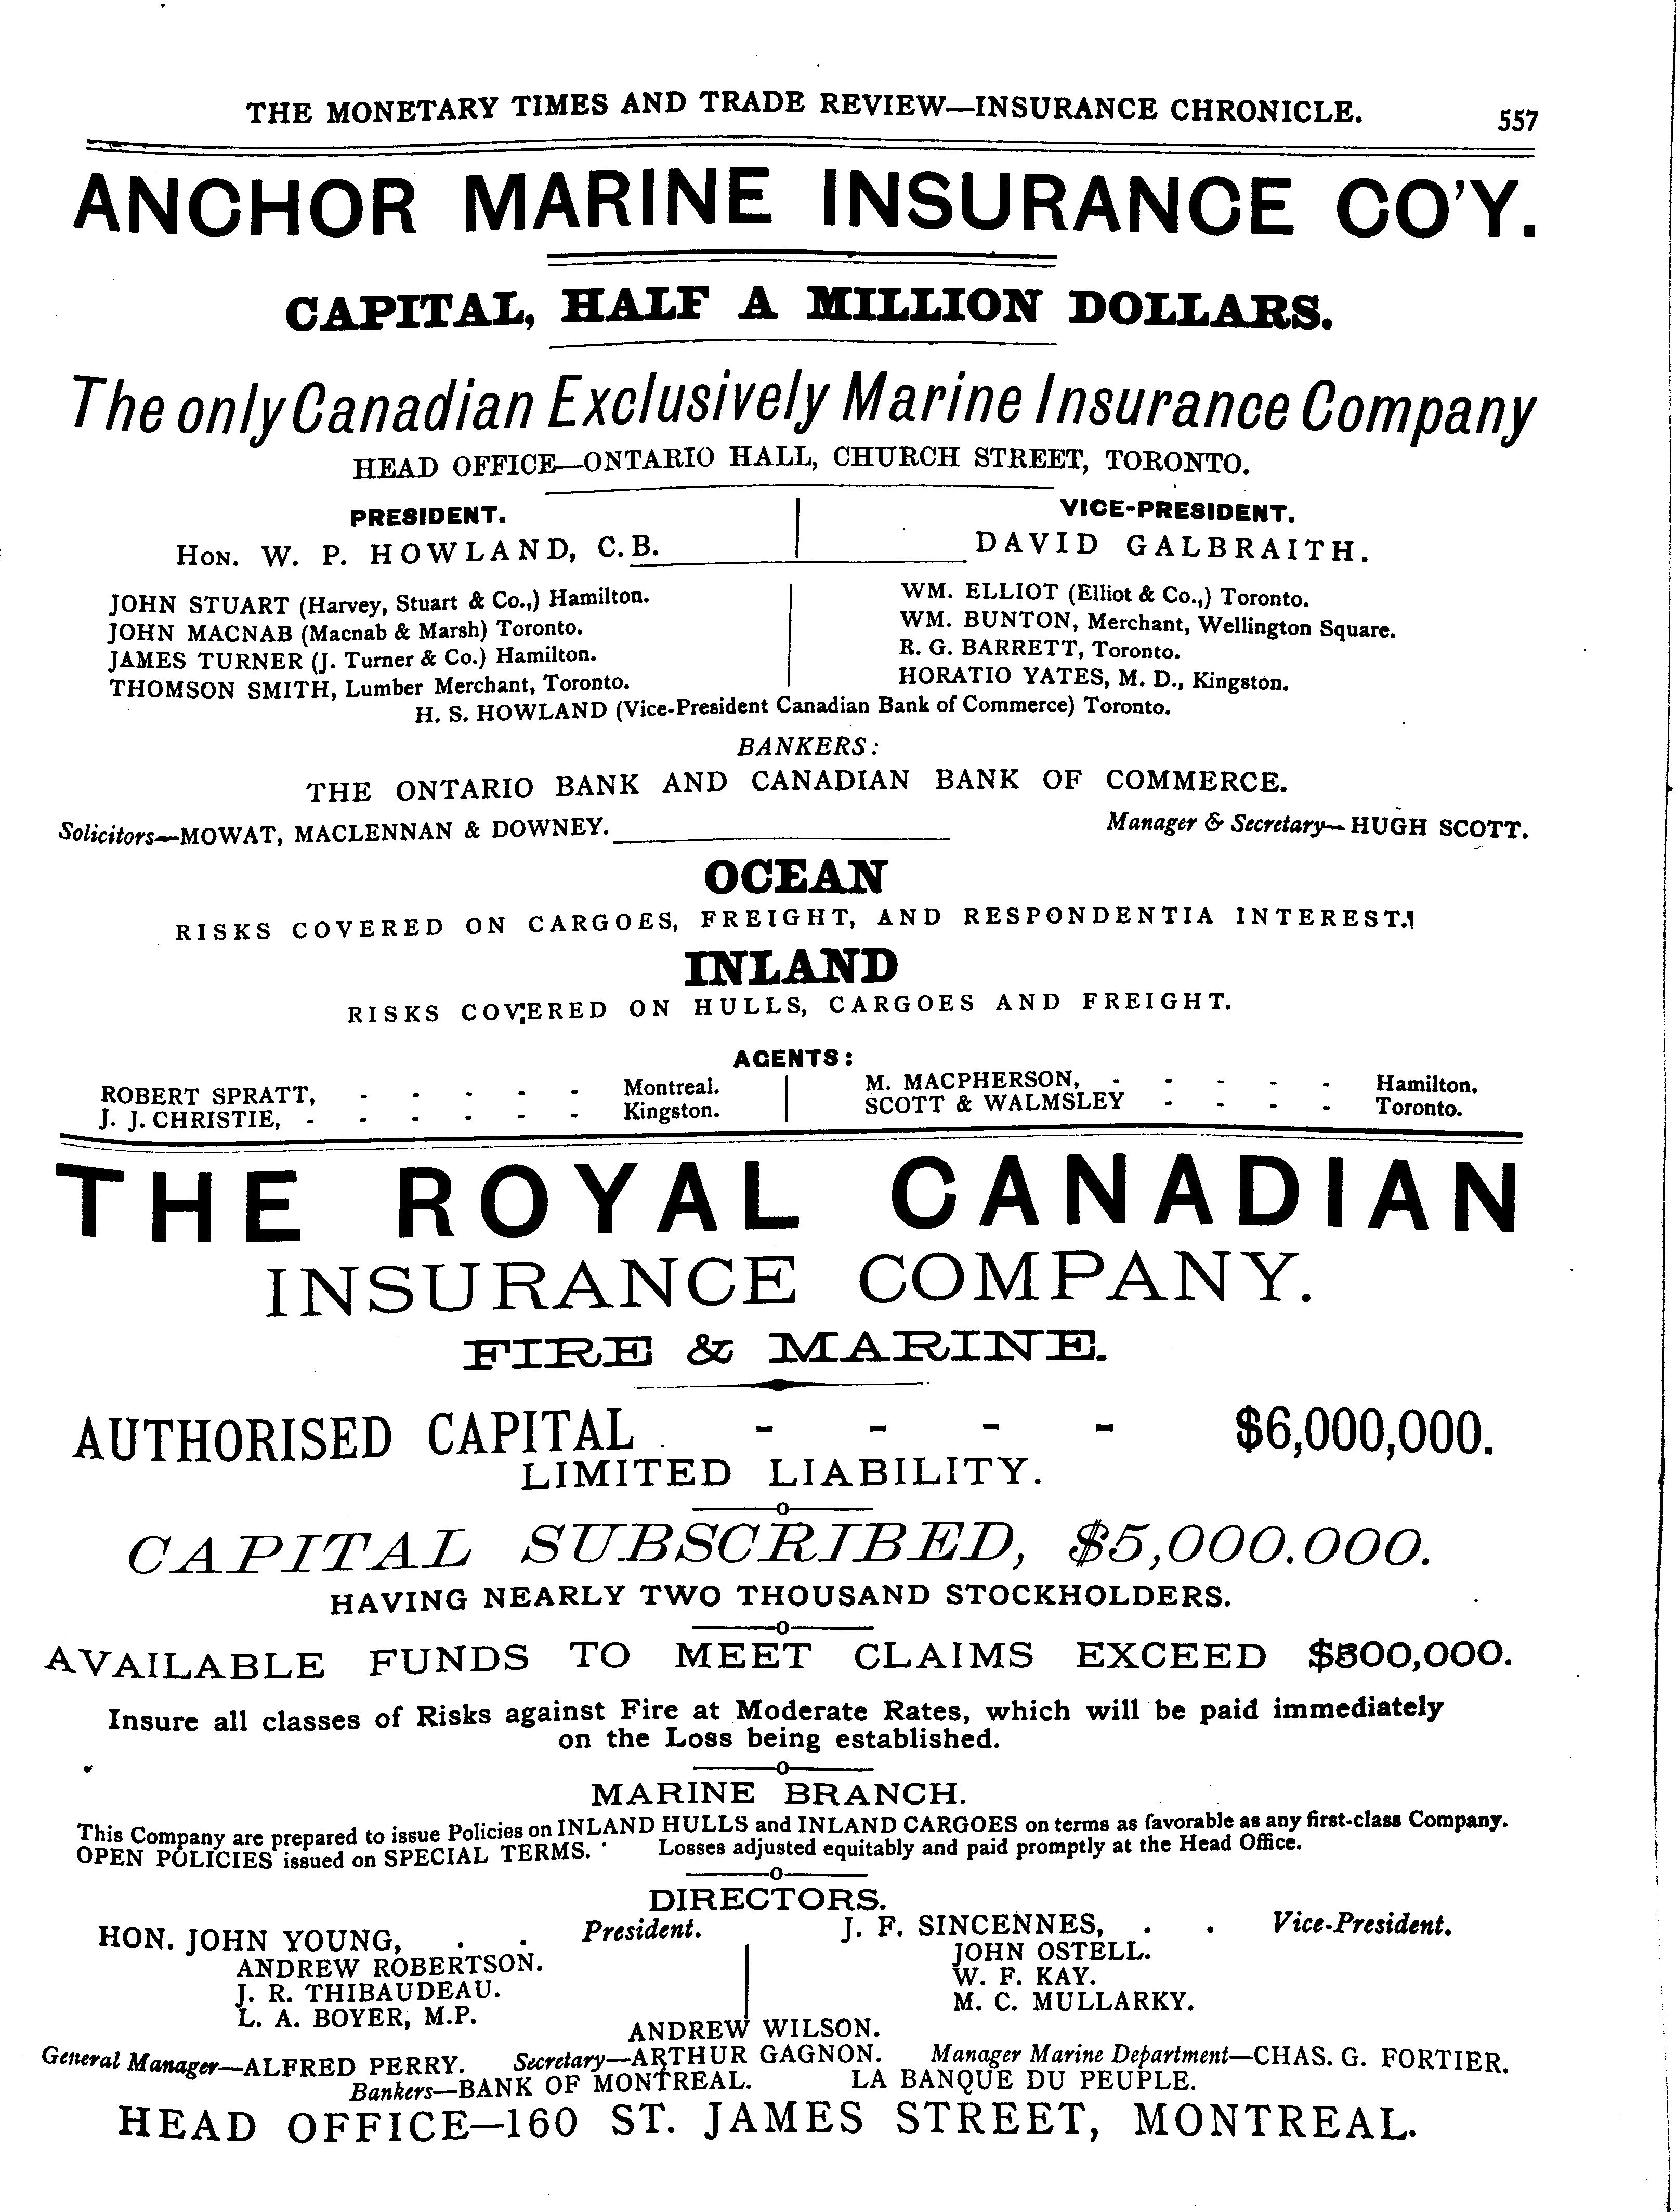 THE MONETARY TIMES AND TRADE REVIEW—INSURANCE CHRONICLE. 557
ANCHOR MARINE INSURANCE CO'Y.
CAPITAL, HALF A MILLION DOLLARS.
The only Canadian Exclusively Marine Insurance Company
HEAD OFFICE—ONTARIO HALL, CHURCH STREET, TORONTO.
PRESIDENT.
HON. W. P. HOWLAND, C.B.
VICE-PRESIDENT.
DAVID GALBRAITH.
JOHN STUART (Harvey, Stuart & Co.,) Hamilton.
JOHN MACNAB (Macnab & Marsh) Toronto.
JAMES TURNER (J. Turner & Co.) Hamilton.
THOMSON SMITH, Lumber Merchant, Toronto.
WM. ELLIOT (Elliot & Co.,) Toronto.
WM. BUNTON, Merchant, Wellington Square.
R. G. BARRETT, Toronto.
HORATIO YATES, M. D., Kingston.
H. S. HOWLAND (Vice-President Canadian Bank of Commerce) Toronto.
BANKERS:
THE ONTARIO BANK AND CANADIAN BANK OF COMMERCE.
Solicitors—MOWAT, MACLENNAN & DOWNEY. Manager & Secretary—HUGH SCOTT.
OCEAN
RISKS COVERED ON CARGOES, FREIGHT, AND RESPONDENTIA INTEREST.
INLAND
RISKS COVERED ON HULLS, CARGOES AND FREIGHT.
AGENTS:
ROBERT SPRATT, - - - - - Montreal.
J. J. CHRISTIE, - - - - - - Kingston.
M. MACPHERSON, - - - - - Hamilton.
SCOTT & WALMSLEY - - - - Toronto.
THE ROYAL CANADIAN
INSURANCE COMPANY.
FIRE & MARINE.
AUTHORISED CAPITAL - - - - $6,000,000.
LIMITED LIABILITY.
CAPITAL SUBSCRIBED, $5,000.000.
HAVING NEARLY TWO THOUSAND STOCKHOLDERS.
AVAILABLE FUNDS TO MEET CLAIMS EXCEED
Insure all classes of Risks against Fire at Moderate Rates, which will be paid immediately
on the Loss being established.
MARINE BRANCH.
This Company are prepared to issue Policies on INLAND HULLS and INLAND CARGOES on terms as favorable as any first-class Company.
OPEN POLICIES issued on SPECIAL TERMS. Losses adjusted equitably and paid promptly at the Head Office.
DIRECTORS.
HON. JOHN YOUNG, . . President. J. F. SINCENNES, . . Vice-President.
ANDREW ROBERTSON.
J. R. THIBAUDEAU.
L. A. BOYER, M.P.
JOHN OSTELL.
W. F. KAY.
M. C. MULLARKY.
ANDREW WILSON.
General Manager—ALFRED PERRY. Secretary—ARTHUR GAGNON. Manager Marine Department—CHAS. G. FORTIER.
Bankers—BANK OF MONTREAL. LA BANQUE DU PEUPLE.
HEAD OFFICE—160 ST. JAMES STREET, MONTREAL.